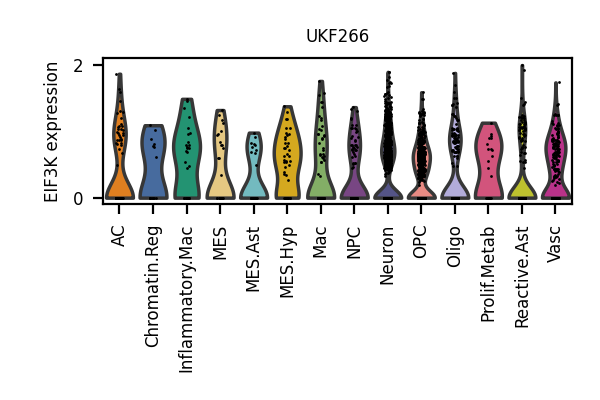 UKF266
EIF3K expression
2
0
AC
Chromatin.Reg
Inflammatory.Mac
MES
MES.Ast
MES.Hyp
Mac
NPC
Neuron
OPC
Oligo
Prolif.Metab
Reactive.Ast
Vasc